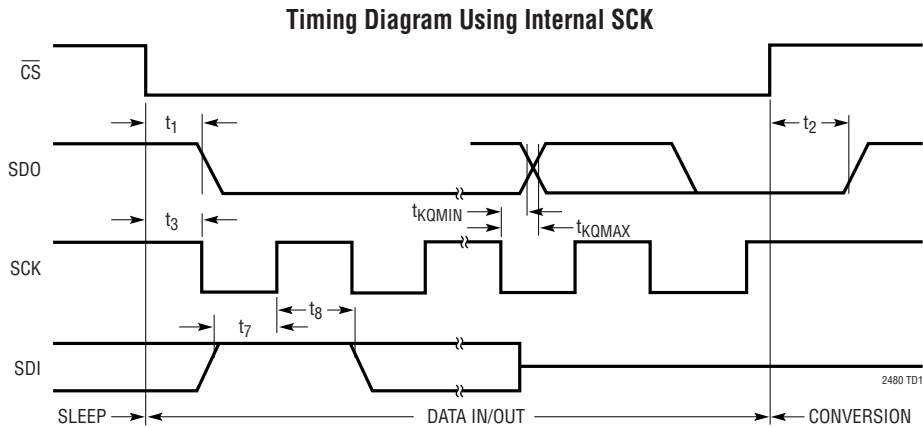 Timing Diagram Using Internal SCK
CS
t1
t2
SDO
tKQMIN
tKQMAX
t3
SCK
t7
t8
SDI
2480 TD1
SLEEP
DATA IN/OUT
CONVERSION